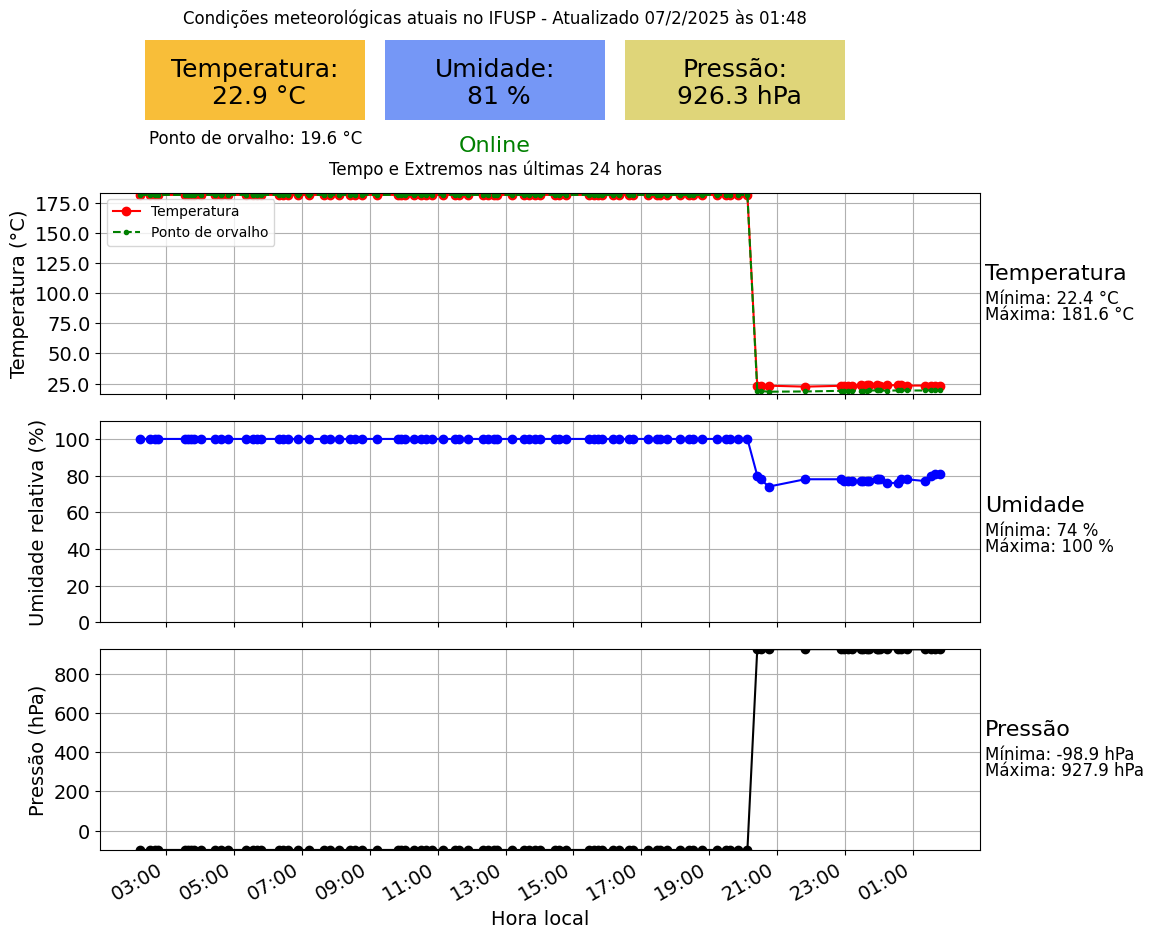 Condições meteorológicas atuais no IFUSP - Atualizado 07/2/2025 às 01:48
Temperatura:
22.9 °C
Umidade:
81 %
Pressão:
926.3 hPa
Ponto de orvalho: 19.6 °C
Online
Tempo e Extremos nas últimas 24 horas
Temperatura (°C)
175.0
150.0
125.0
100.0
75.0
50.0
25.0
Temperatura
Ponto de orvalho
Temperatura
Mínima: 22.4 °C
Máxima: 181.6 °C
Umidade relativa (%)
100
80
60
40
20
0
Umidade
Mínima: 74 %
Máxima: 100 %
Pressão (hPa)
800
600
400
200
0
Pressão
Mínima: -98.9 hPa
Máxima: 927.9 hPa
03:00
05:00
07:00
09:00
11:00
13:00
15:00
17:00
19:00
21:00
23:00
01:00
Hora local